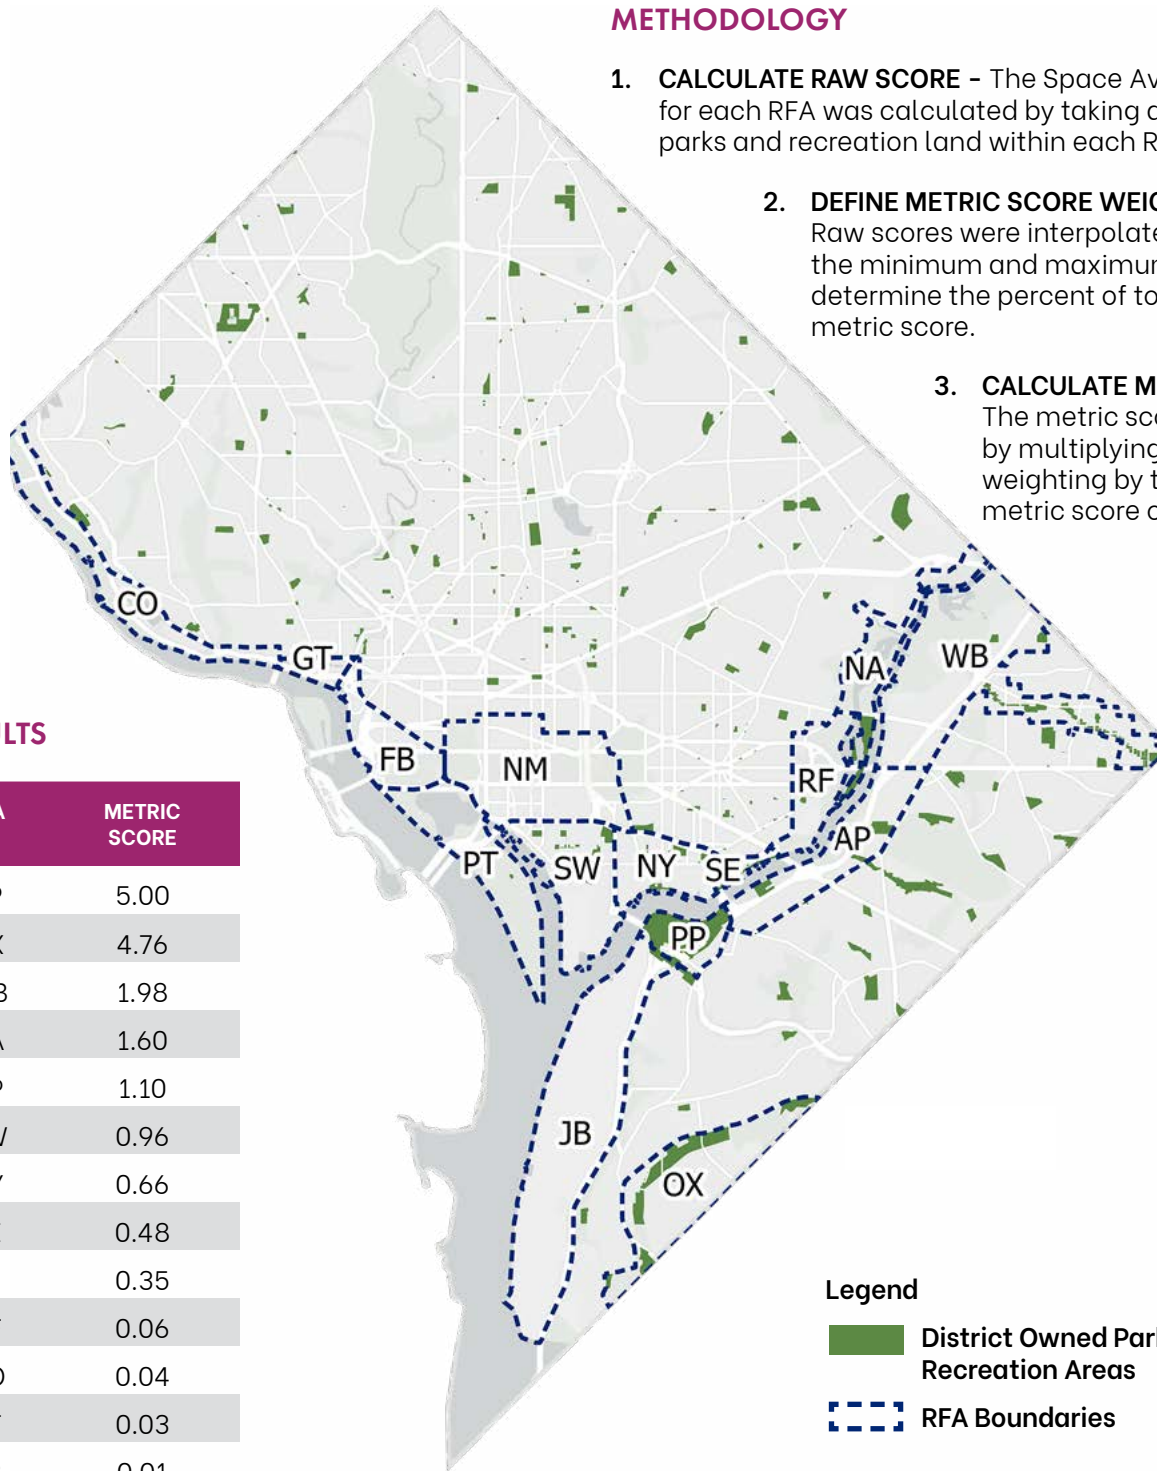 METHODOLOGY
1. CALCULATE RAW SCORE - The Space Av
for each RFA was calculated by taking a
parks and recreation land within each R
2. DEFINE METRIC SCORE WEIG
Raw scores were interpolate
the minimum and maximum
determine the percent of to
metric score.
3. CALCULATE M
The metric sco
by multiplying
weighting by t
metric score c
CO
GT
FB
NM
PT
SW
NY
SE
PP
RF
NA
WB
AP
JB
OX
LTS
A METRIC
SCORE
P 5.00
X 4.76
B 1.98
A 1.60
P 1.10
W 0.96
Y 0.66
E 0.48
0.35
T 0.06
O 0.04
T 0.03
0.01
Legend
District Owned Park
Recreation Areas
RFA Boundaries